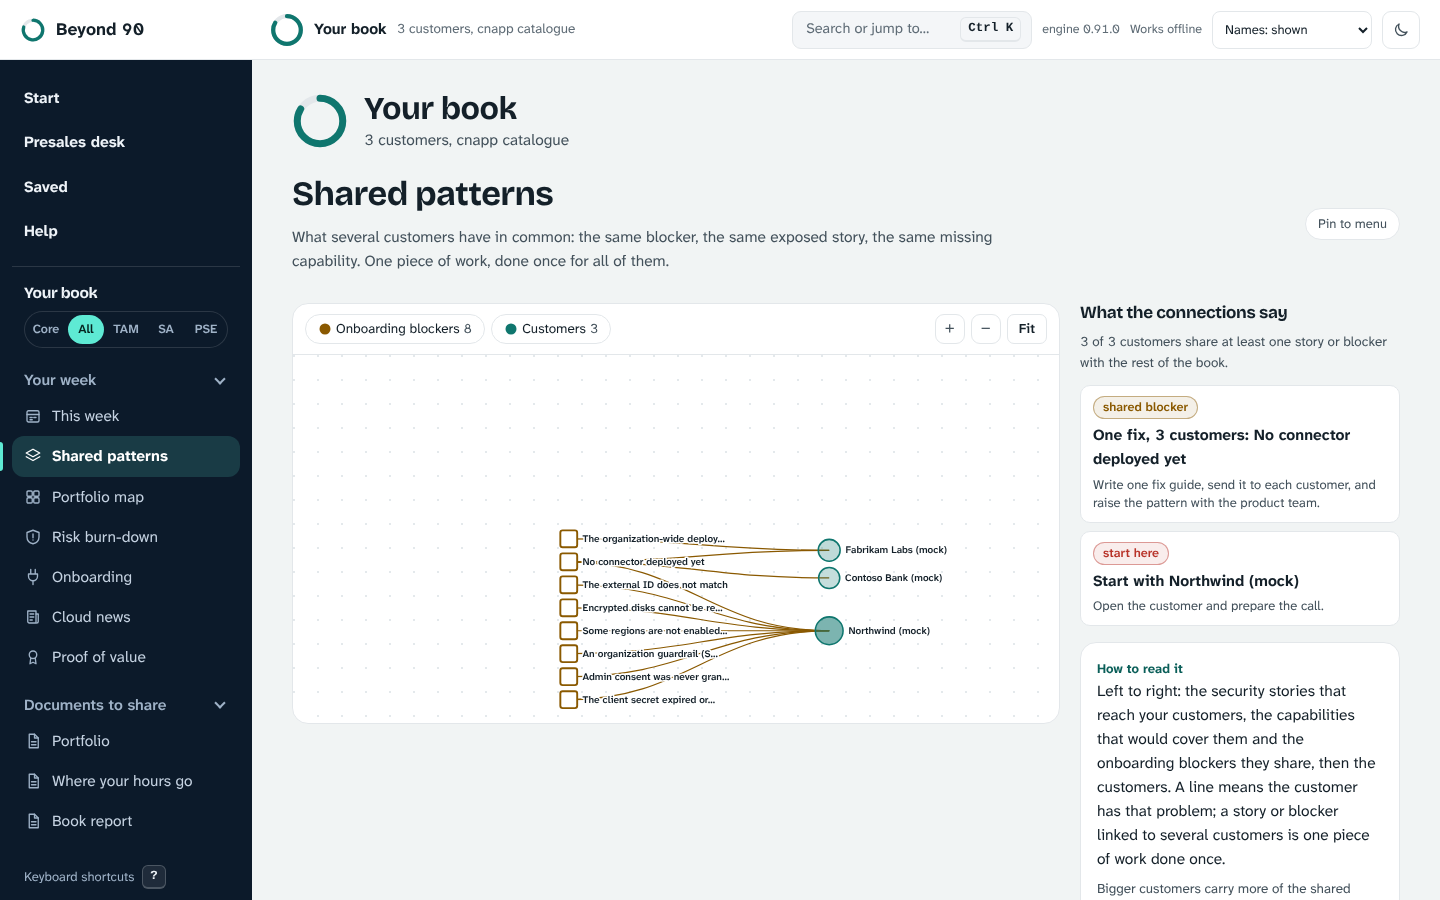 Beyond 90
Your book 3 customers, cnapp catalogue
Search or jump to... Ctrl K
engine 0.91.0 Works offline
Names: shown
Start
Presales desk
Saved
Help
Your book
Core All TAM SA PSE
Your week
This week
Shared patterns
Portfolio map
Risk burn-down
Onboarding
Cloud news
Proof of value
Documents to share
Portfolio
Where your hours go
Book report
Keyboard shortcuts ?
Your book
3 customers, cnapp catalogue
Shared patterns
What several customers have in common: the same blocker, the same exposed story, the same missing
capability. One piece of work, done once for all of them.
Pin to menu
Onboarding blockers 8
Customers 3
+ − Fit
The organization-wide deploy...
No connector deployed yet
The external ID does not match
Encrypted disks cannot be re...
Some regions are not enabled...
An organization guardrail (S...
Admin consent was never gran...
The client secret expired or...
Fabrikam Labs (mock)
Contoso Bank (mock)
Northwind (mock)
What the connections say
3 of 3 customers share at least one story or blocker
with the rest of the book.
shared blocker
One fix, 3 customers: No connector
deployed yet
Write one fix guide, send it to each customer, and
raise the pattern with the product team.
start here
Start with Northwind (mock)
Open the customer and prepare the call.
How to read it
Left to right: the security stories that
reach your customers, the capabilities
that would cover them and the
onboarding blockers they share, then the
customers. A line means the customer
has that problem; a story or blocker
linked to several customers is one piece
of work done once.
Bigger customers carry more of the shared